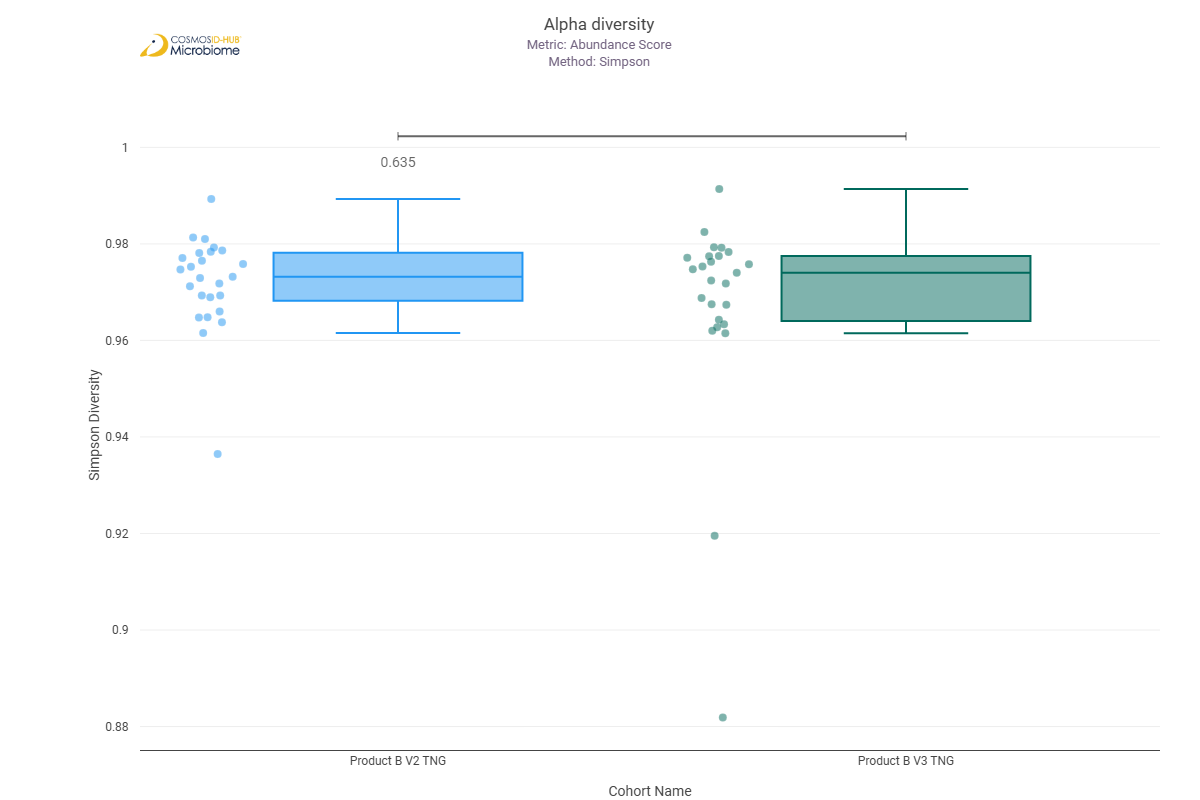 Alpha diversity
Metric: Abundance Score
Method: Simpson
COSMOSID-HUB
Microbiome
1
0.635
0.98
0.96
0.94
0.92
0.9
0.88
Simpson Diversity
Product B V2 TNG
Product B V3 TNG
Cohort Name